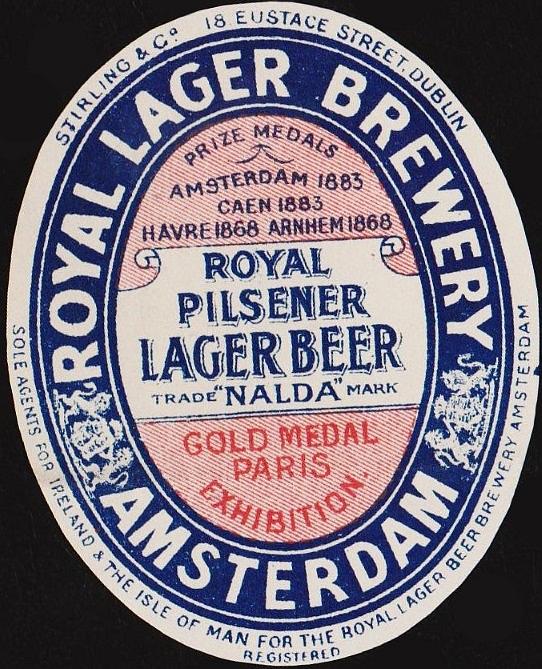 STIRLING & Cº 18 EUSTACE STREET, DUBLIN
ROYAL LAGER BREWERY
PRIZE MEDALS
AMSTERDAM 1883
CAEN 1883
HAVRE 1868 ARNHEM 1868
ROYAL
PILSENER
LAGER BEER
TRADE "NALDA" MARK
GOLD MEDAL
PARIS
EXHIBITION.
AMSTERDAM
SOLE AGENTS FOR IRELAND & THE ISLE OF MAN FOR THE ROYAL LAGER BEER BREWERY AMSTERDAM
REGISTERED